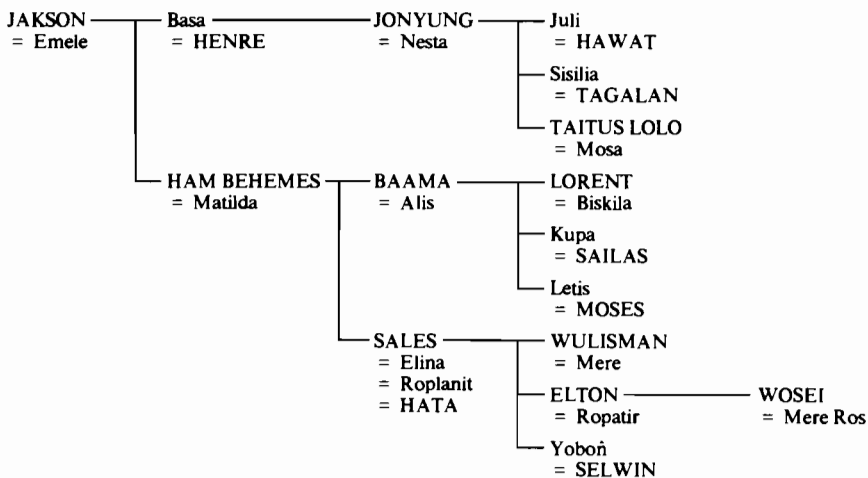 JAKSON Basa JONYUNG Juli
= Emele = HENRE = Nesta = HAWAT
Sisilia
= TAGALAN
TAITUS LOLO
= Mosa
HAM BEHEMES BAAMA LORENT
= Matilda = Alis = Biskila
Kupa
= SAILAS
Letis
= MOSES
SALES WULISMAN
= Elina = Mere
= Roplanit ELTON WOSEI
= HATA = Ropatir = Mere Ros
Yobon̂
= SELWIN